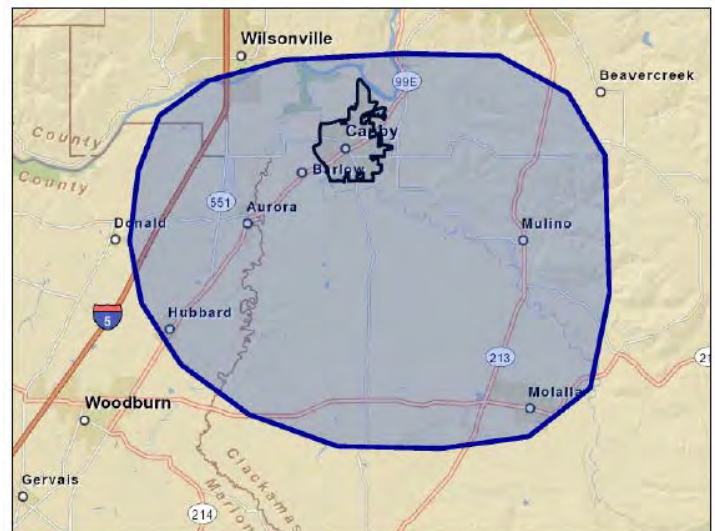 Wilsonville
99E
Beavercreek
Canby
County
County
Barlow
551
Aurora
Donald
Mulino
5
Hubbard
213
21
Molalla
Woodburn
Clackamas
Marion
Gervais
214